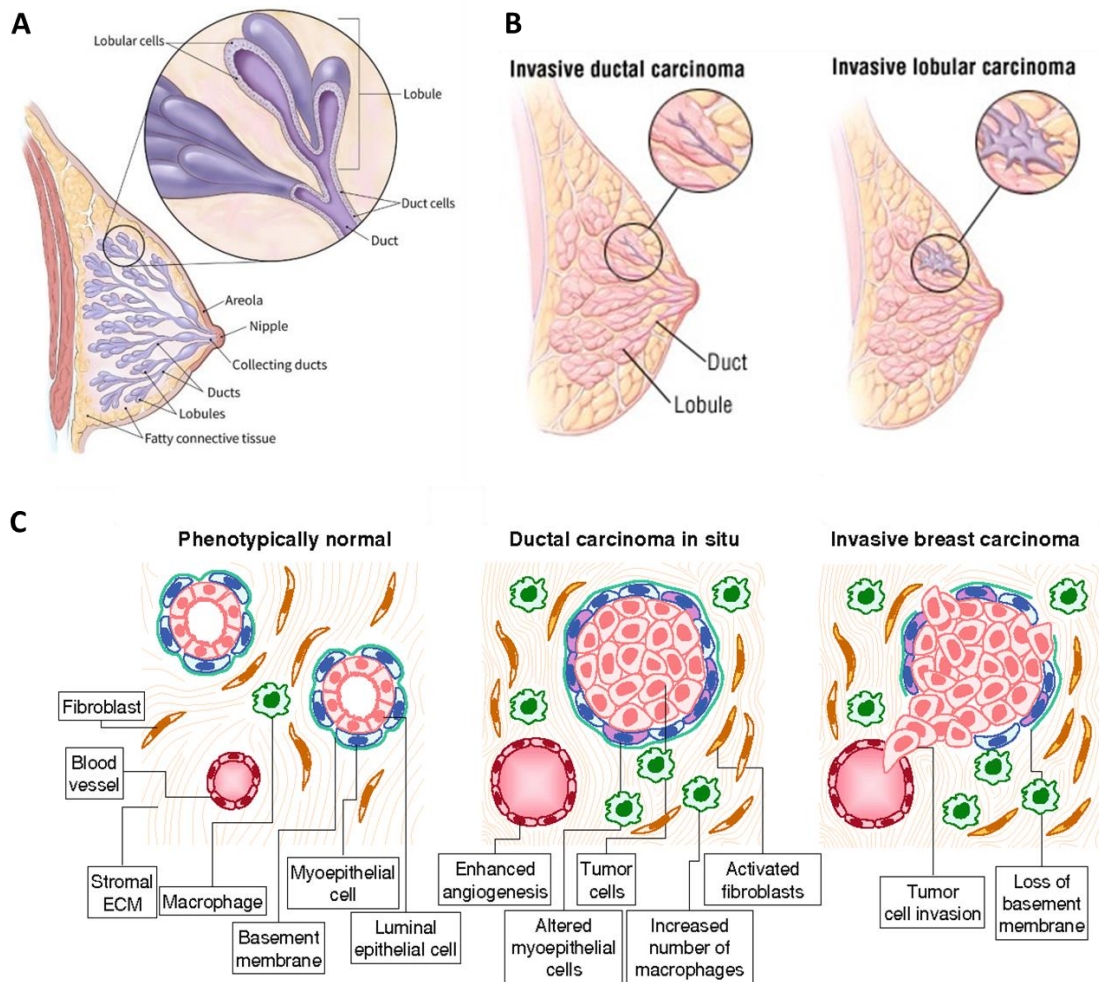 A
Lobular cells
Lobule
Duct cells
Duct
Areola
Nipple
Collecting ducts
Ducts
Lobules
Fatty connective tissue
B
Invasive ductal carcinoma
Invasive lobular carcinoma
Duct
Lobule
C
Phenotypically normal
Ductal carcinoma in situ
Invasive breast carcinoma
Fibroblast
Blood
vessel
Stromal
ECM
Macrophage
Basement
membrane
Myoepithelial
cell
Luminal
epithelial cell
Enhanced
angiogenesis
Altered
myoepithelial
cells
Tumor
cells
Increased
number of
macrophages
Activated
fibroblasts
Tumor
cell invasion
Loss of
basement
membrane